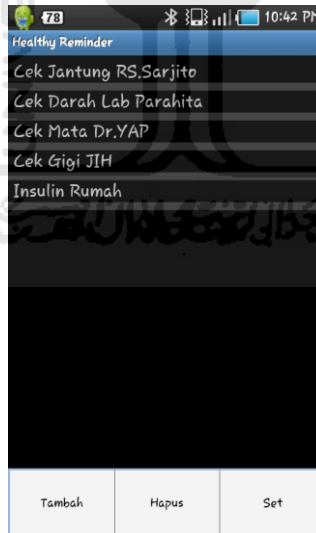 78 10:42 PM
Healthy Reminder
Cek Jantung RS.Sarjito
Cek Darah Lab Parahita
Cek Mata Dr.YAP
Cek Gigi JIH
Insulin Rumah
Tambah Hapus Set